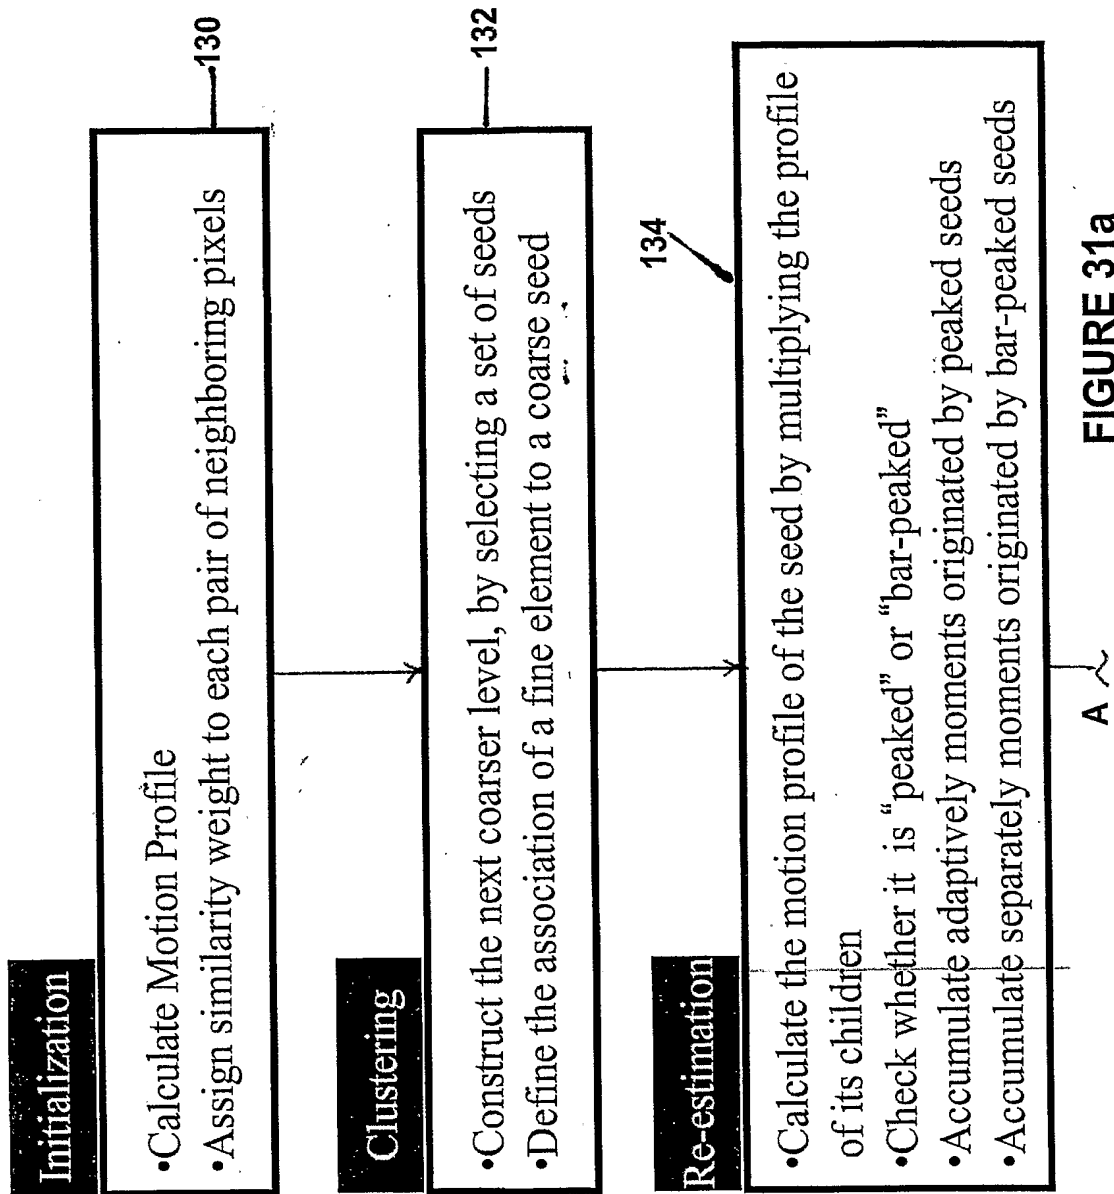 Initialization
•Calculate Motion Profile
•Assign similarity weight to each pair of neighboring pixels
130
Clustering
•Construct the next coarser level, by selecting a set of seeds
•Define the association of a fine element to a coarse seed
132
Re-estimation
134
•Calculate the motion profile of the seed by multiplying the profile
of its children
•Check whether it is “peaked” or “bar-peaked”
•Accumulate adaptively moments originated by peaked seeds
•Accumulate separately moments originated by bar-peaked seeds
A
FIGURE 31a